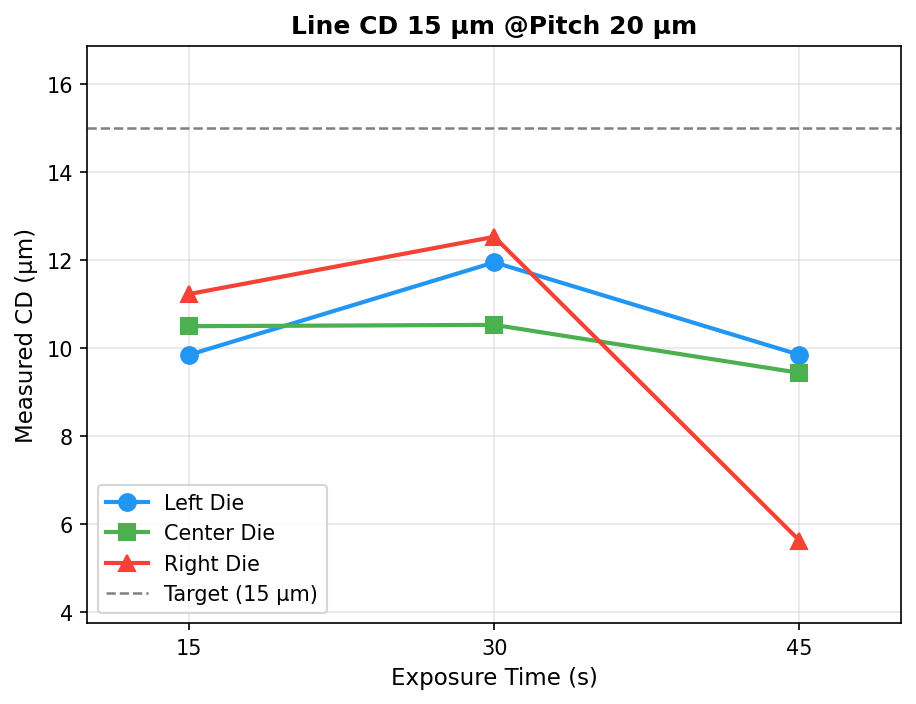 Line CD 15 µm @Pitch 20 µm
Measured CD (µm)
16
14
12
10
8
6
4
Left Die
Center Die
Right Die
Target (15 µm)
15
30
45
Exposure Time (s)